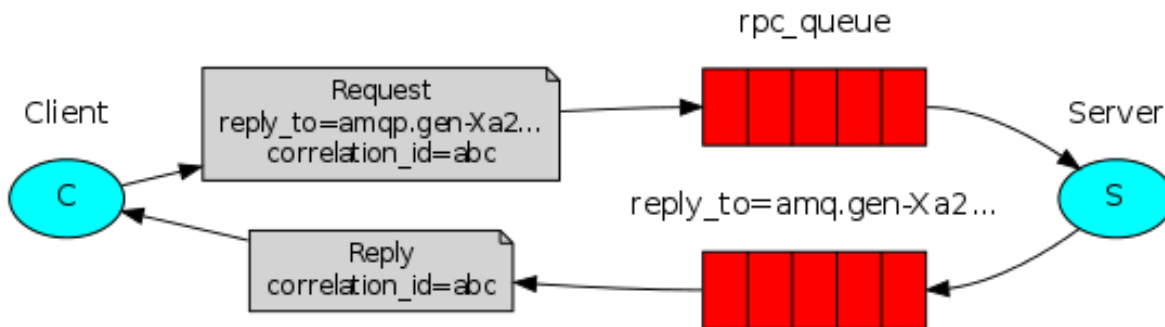 rpc_queue
Client
Request
reply_to=amqp.gen-Xa2...
correlation_id=abc
Server
C
S
reply_to=amq.gen-Xa2...
Reply
correlation_id=abc